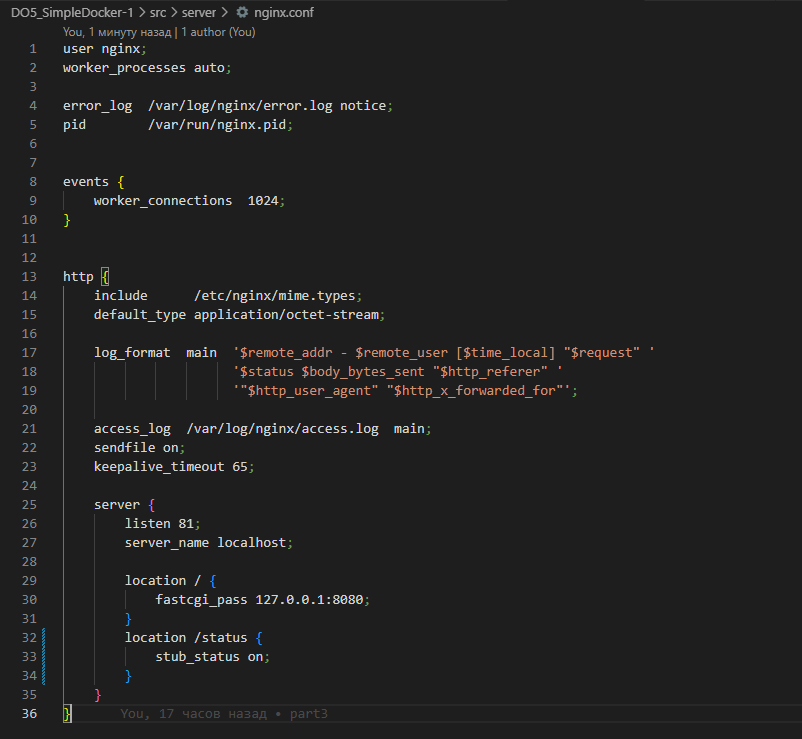 DO5_SimpleDocker-1 > src > server > nginx.conf
You, 1 минуту назад | 1 author (You)
1 user nginx;
2 worker_processes auto;
3
4 error_log  /var/log/nginx/error.log notice;
5 pid        /var/run/nginx.pid;
6
7
8 events {
9     worker_connections  1024;
10 }
11
12
13 http {
14     include      /etc/nginx/mime.types;
15     default_type application/octet-stream;
16
17     log_format  main  '$remote_addr - $remote_user [$time_local] "$request" '
18                       '$status $body_bytes_sent "$http_referer" '
19                       '"$http_user_agent" "$http_x_forwarded_for"';
20
21     access_log  /var/log/nginx/access.log  main;
22     sendfile on;
23     keepalive_timeout 65;
24
25     server {
26         listen 81;
27         server_name localhost;
28
29         location / {
30             fastcgi_pass 127.0.0.1:8080;
31         }
32         location /status {
33             stub_status on;
34         }
35     }
36 }      You, 17 часов назад • part3